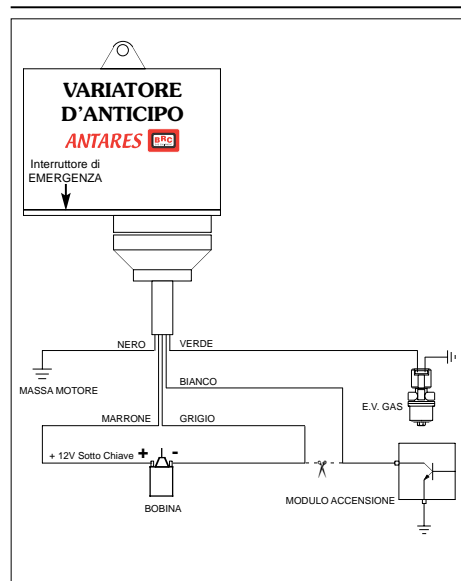 VARIATORE
D'ANTICIPO
ANTARES BRC
Interruttore di
EMERGENZA
NERO VERDE
MASSA MOTORE
BIANCO
E.V. GAS
MARRONE GRIGIO
+ 12V Sotto Chiave + -
BOBINA
MODULO ACCENSIONE